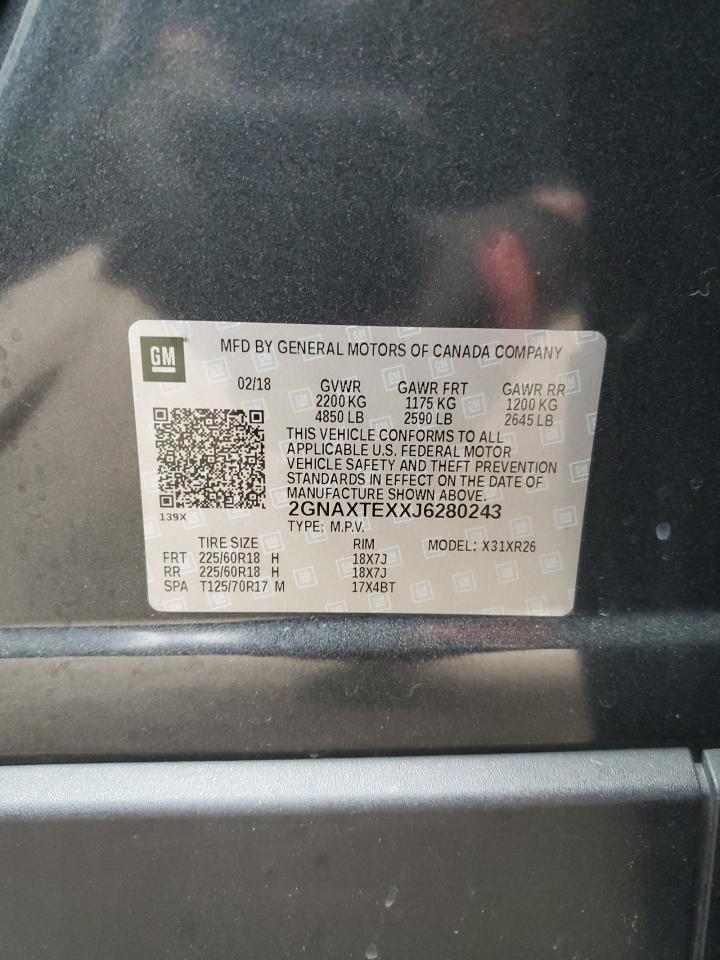 GM
MFD BY GENERAL MOTORS OF CANADA COMPANY
02/18 GVWR GAWR FRT GAWR RR
2200 KG 1175 KG 1200 KG
4850 LB 2590 LB 2645 LB
THIS VEHICLE CONFORMS TO ALL
APPLICABLE U.S. FEDERAL MOTOR
VEHICLE SAFETY AND THEFT PREVENTION
STANDARDS IN EFFECT ON THE DATE OF
MANUFACTURE SHOWN ABOVE.
139X
2GNAXTEXXJ6280243
TYPE: M.P.V.
TIRE SIZE RIM MODEL: X31XR26
FRT 225/60R18 H 18X7J
RR 225/60R18 H 18X7J
SPA T125/70R17 M 17X4BT